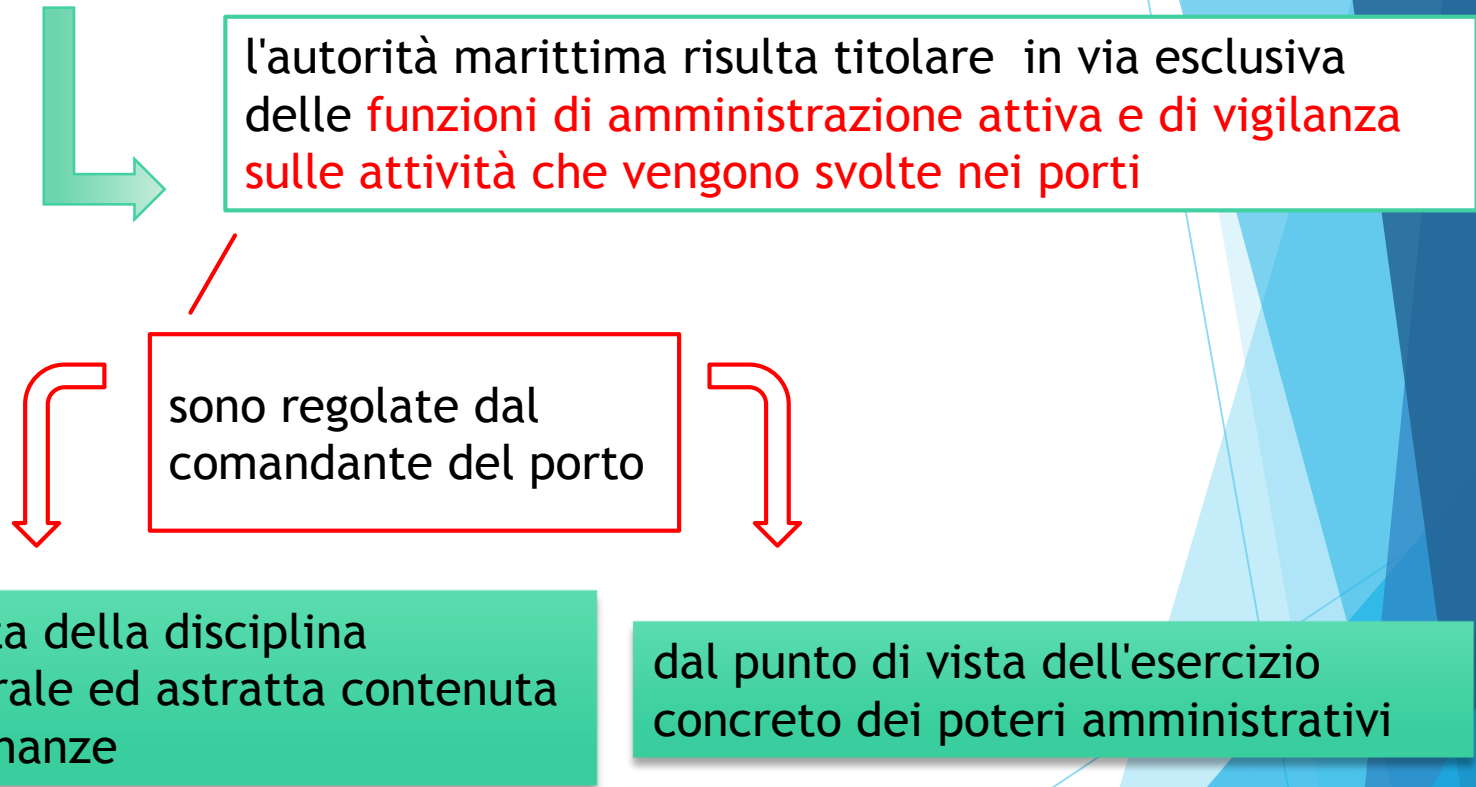 l'autorità marittima risulta titolare in via esclusiva
delle funzioni di amministrazione attiva e di vigilanza
sulle attività che vengono svolte nei porti
sono regolate dal
comandante del porto
della disciplina
ed astratta contenuta
dal punto di vista dell'esercizio
concreto dei poteri amministrativi